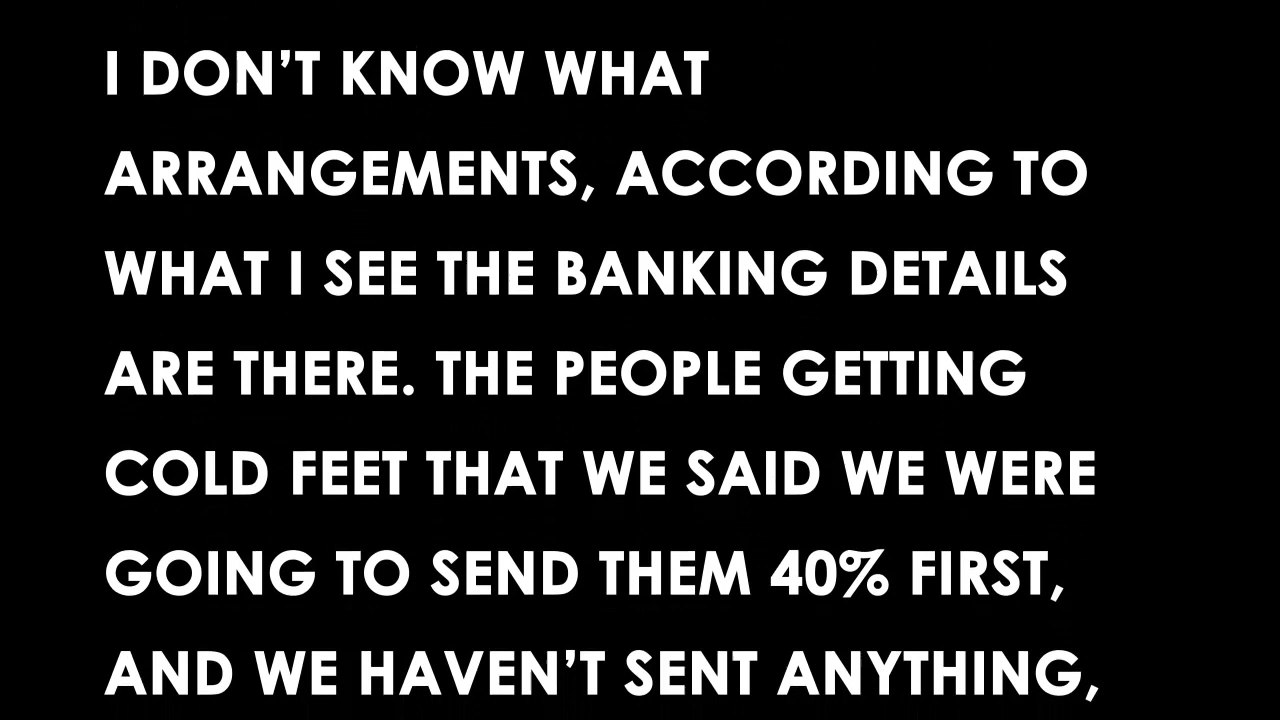 I DON’T KNOW WHAT
ARRANGEMENTS, ACCORDING TO
WHAT I SEE THE BANKING DETAILS
ARE THERE. THE PEOPLE GETTING
COLD FEET THAT WE SAID WE WERE
GOING TO SEND THEM 40% FIRST,
AND WE HAVEN’T SENT ANYTHING,